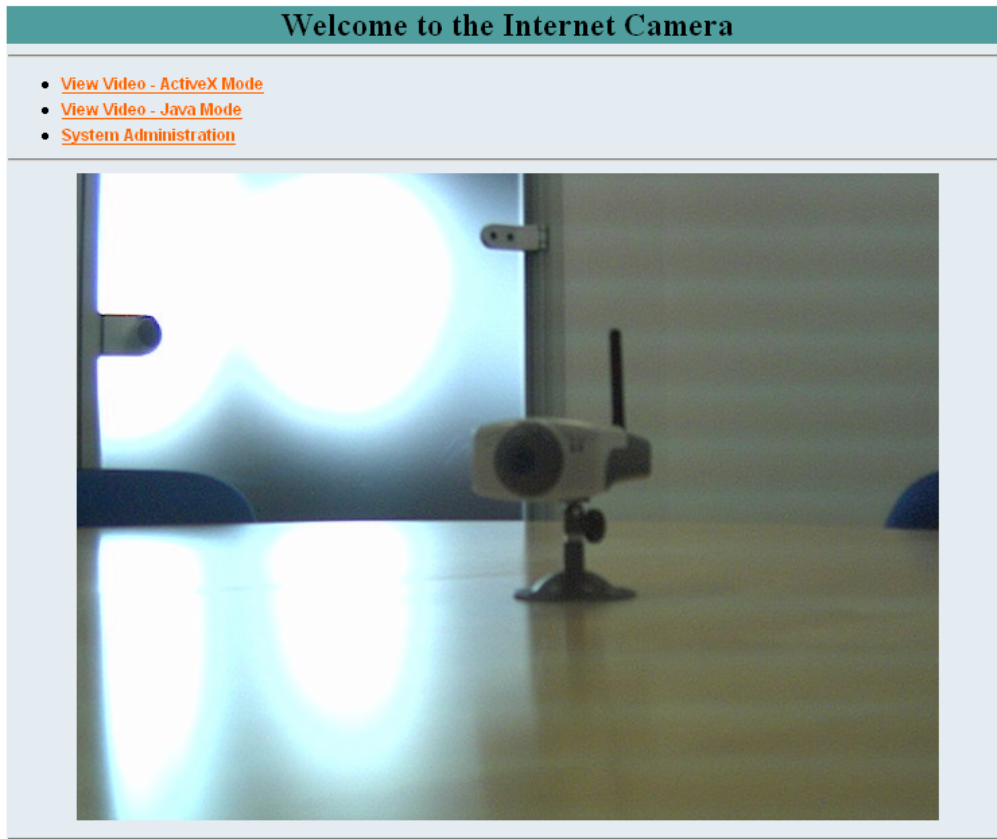 Welcome to the Internet Camera
View Video - ActiveX Mode
View Video - Java Mode
System Administration